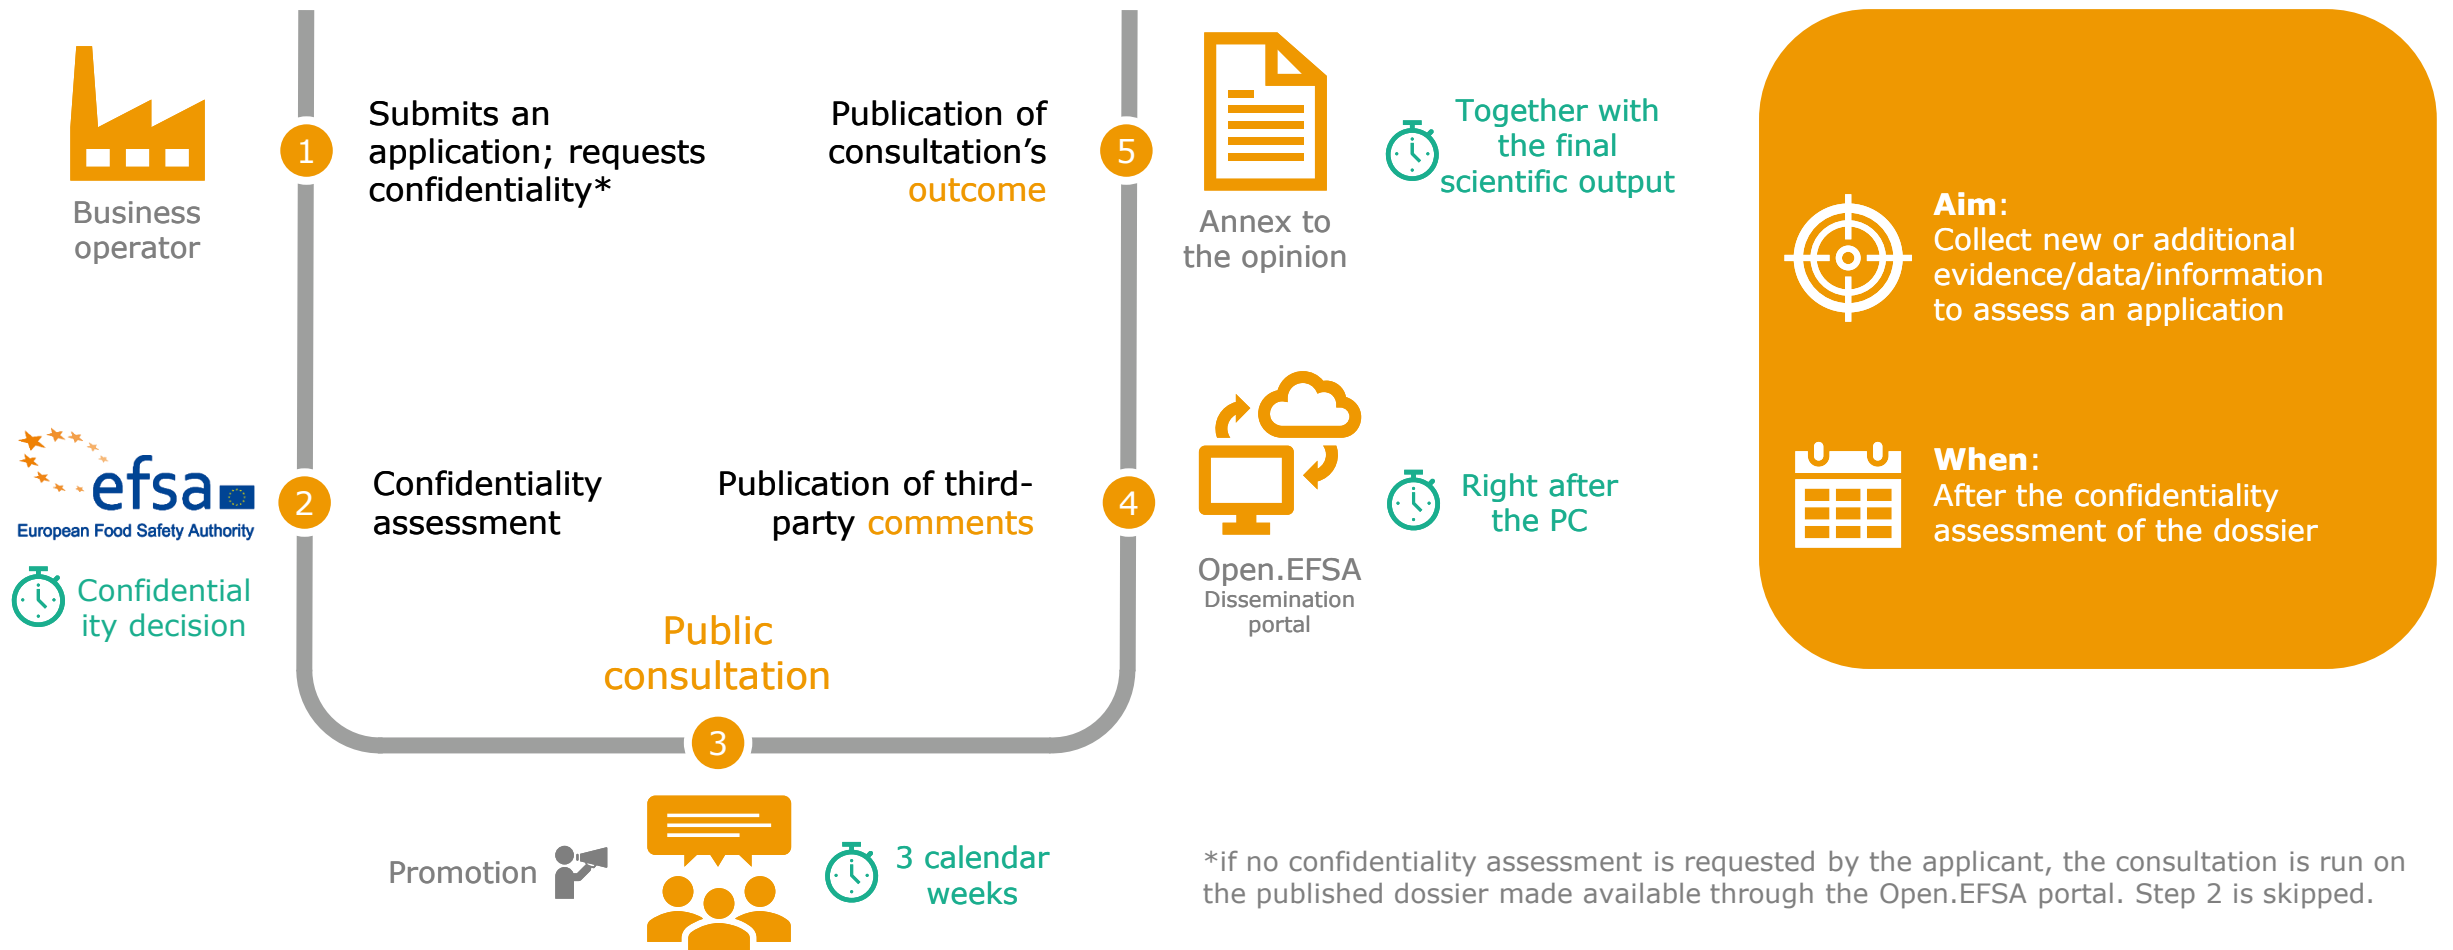 1
Submits an
application; requests
confidentiality*
Business
operator
efsa
European Food Safety Authority
2
Confidentiality
assessment
Confidential
ity decision
Public
consultation
3
Promotion
3 calendar
weeks
Publication of third-
party comments
4
Open.EFSA
Dissemination
portal
Right after
the PC
Publication of
consultation’s
outcome
5
Annex to
the opinion
Together with
the final
scientific output
Aim:
Collect new or additional
evidence/data/information
to assess an application
When:
After the confidentiality
assessment of the dossier
*if no confidentiality assessment is requested by the applicant, the consultation is run on
the published dossier made available through the Open.EFSA portal. Step 2 is skipped.